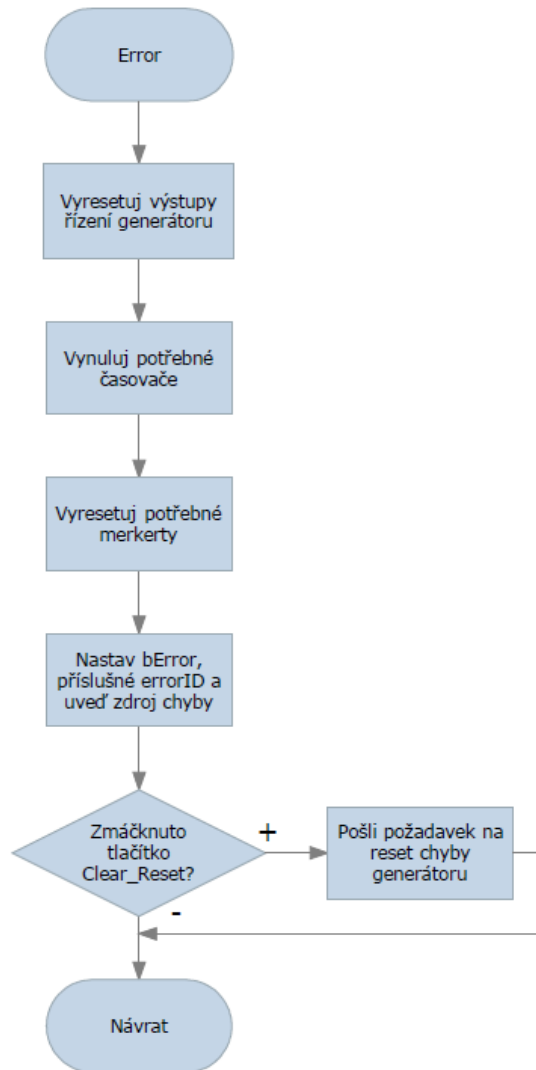 Error
Vyresetuj výstupy
řízení generátoru
Vynuluj potřebné
časovače
Vyresetuj potřebné
merkerty
Nastav bError,
příslušné errorID a
uveď zdroj chyby
Zmáčknuto
tlačítko
Clear_Reset?
+
Pošli požadavek na
reset chyby
generátoru
-
Návrat